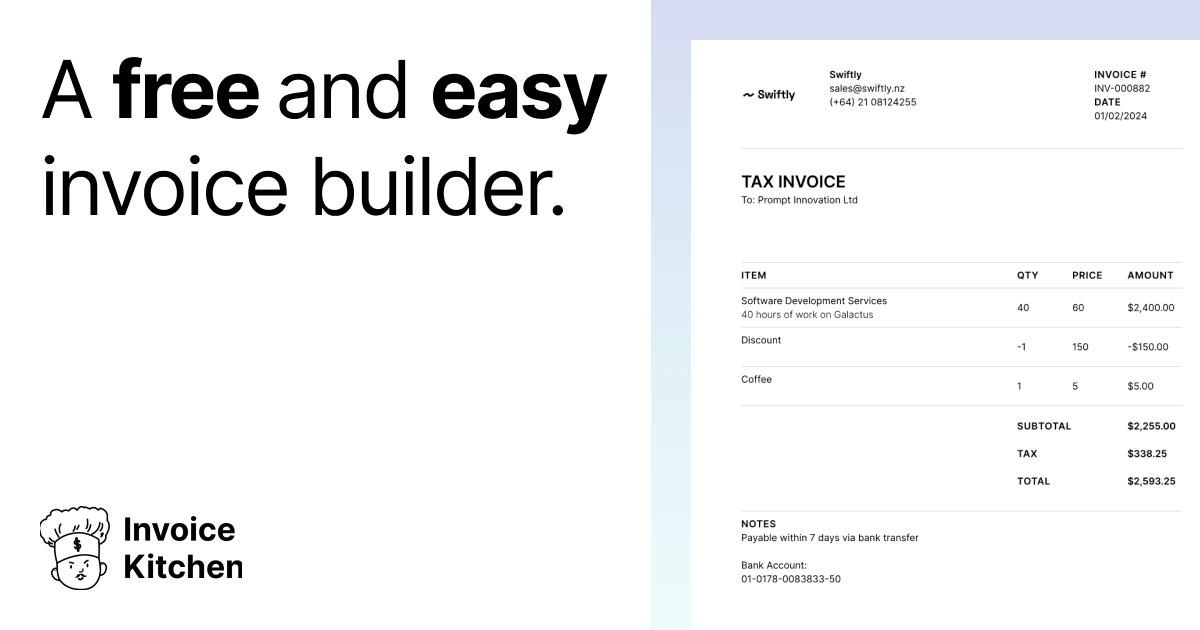 A free and easy
invoice builder.
$
Invoice
Kitchen
~ Swiftly
Swiftly
sales@swiftly.nz
(+64) 21 08124255
INVOICE #
INV-000882
DATE
01/02/2024
TAX INVOICE
To: Prompt Innovation Ltd
ITEM QTY PRICE AMOUNT
Software Development Services
40 hours of work on Galactus
40 60 $2,400.00
Discount
-1 150 -$150.00
Coffee
1 5 $5.00
SUBTOTAL $2,255.00
TAX $338.25
TOTAL $2,593.25
NOTES
Payable within 7 days via bank transfer
Bank Account:
01-0178-0083833-50